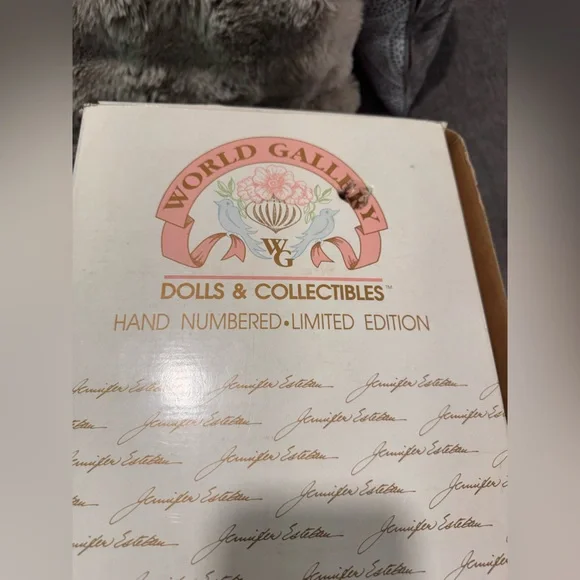 WORLD GALLERY
WG
DOLLS & COLLECTIBLES™
HAND NUMBERED•LIMITED EDITION
Jennifer Esteban Jennifer Esteban Jennifer Esteban
Jennifer Esteban Jennifer Esteban
Jennifer Esteban Jennifer Esteban Jennifer Esteban
Jennifer Esteban Jennifer Esteban
Jennifer Esteban Jennifer Esteban Jennifer Esteban
Jennifer Esteban Jennifer Esteban